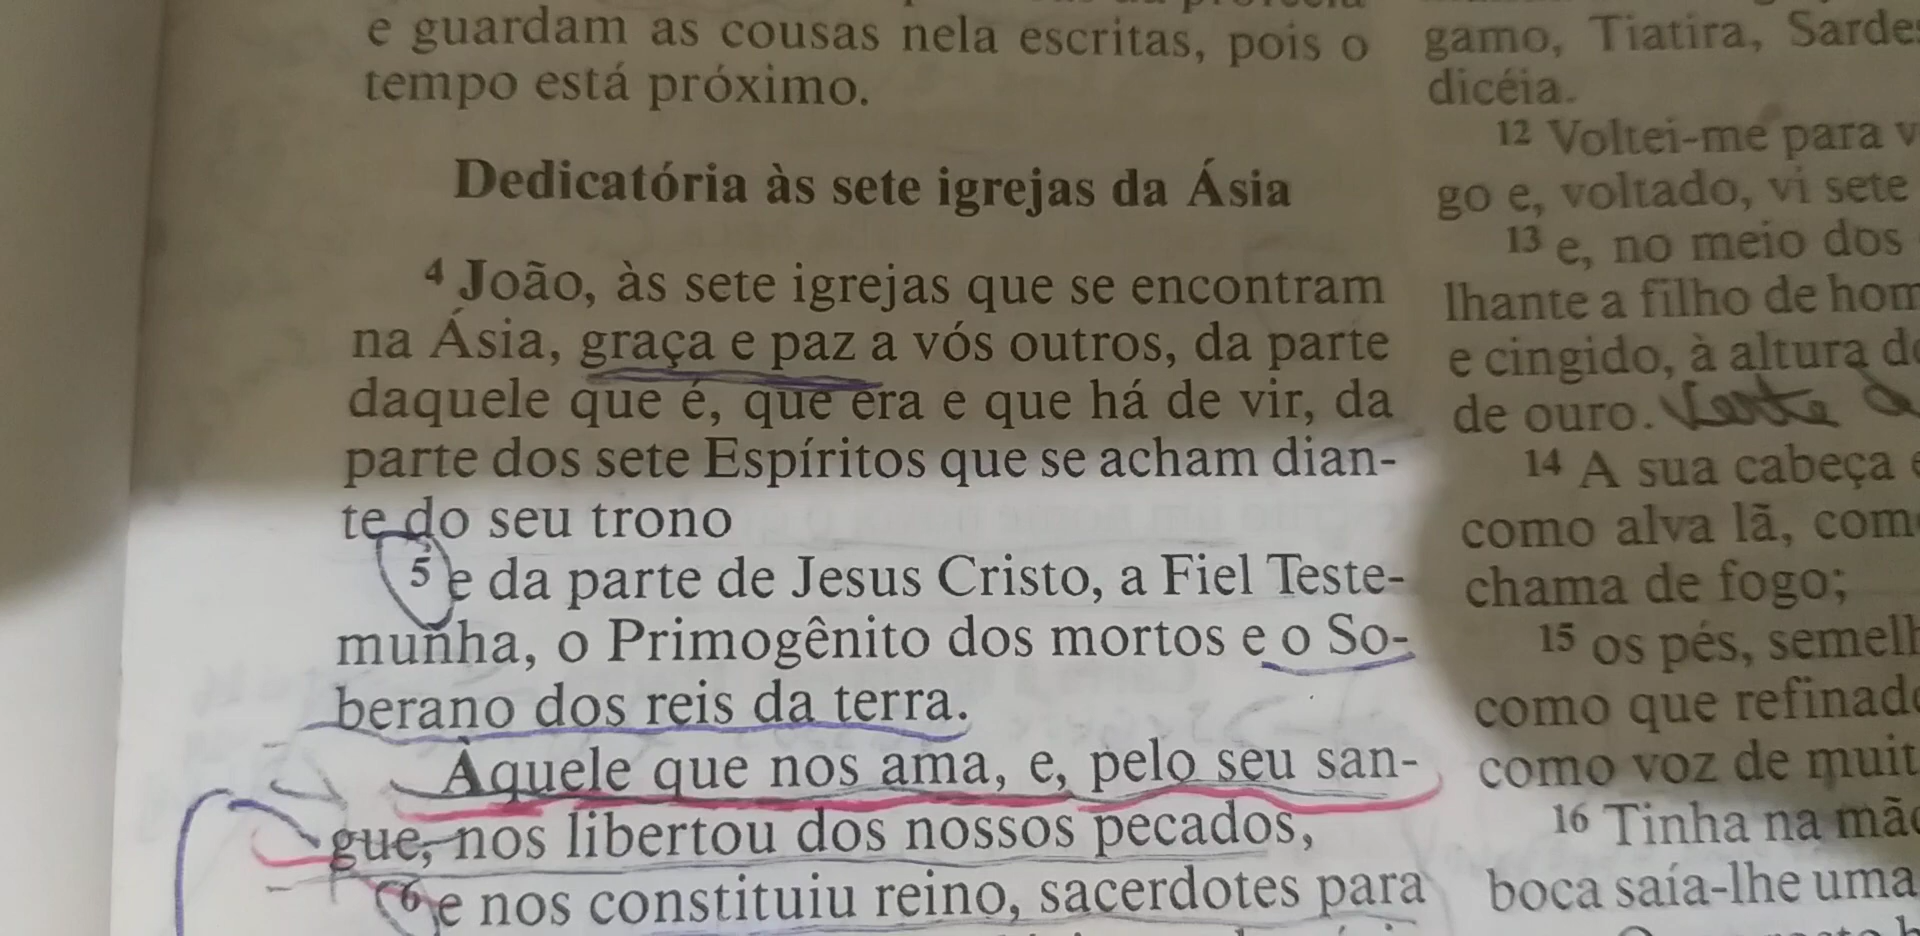 e guardam as cousas nela escritas, pois o
tempo está próximo.
Dedicatória às sete igrejas da Ásia
4 João, às sete igrejas que se encontram
na Ásia, graça e paz a vós outros, da parte
daquele que é, que era e que há de vir, da
parte dos sete Espíritos que se acham dian-
te do seu trono
5 e da parte de Jesus Cristo, a Fiel Teste-
munha, o Primogênito dos mortos e o So-
berano dos reis da terra.
Àquele que nos ama, e, pelo seu san-
gue, nos libertou dos nossos pecados,
6 e nos constituiu reino, sacerdotes para
gamo, Tiatira, Sardes
dicéia.
12 Voltei-me para v
go e, voltado, vi sete
13 e, no meio dos
lhante a filho de hom
e cingido, à altura do
de ouro.
14 A sua cabeça e
como alva lã, com
chama de fogo;
15 os pés, semelh
como que refinado
como voz de muit
16 Tinha na mão
boca saía-lhe uma